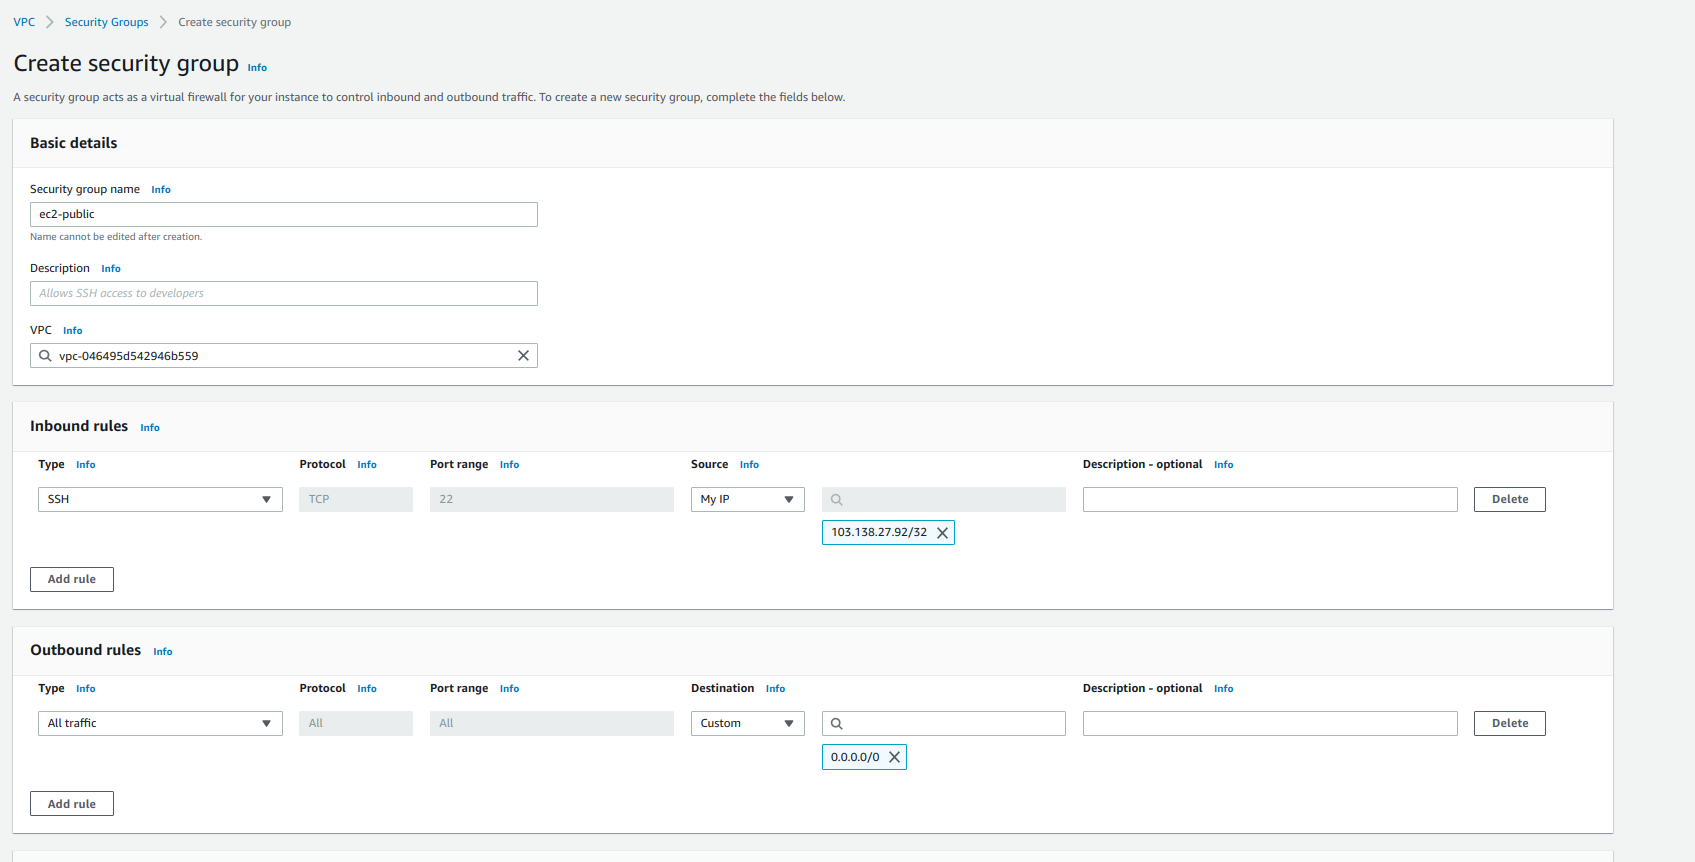 VPC > Security Groups > Create security group
Create security group Info
A security group acts as a virtual firewall for your instance to control inbound and outbound traffic. To create a new security group, complete the fields below.
Basic details
Security group name Info
ec2-public
Name cannot be edited after creation.
Description Info
Allows SSH access to developers
VPC Info
vpc-046495d542946b559
Inbound rules Info
Type Info Protocol Info Port range Info Source Info Description - optional Info
SSH TCP 22 My IP Delete
103.138.27.92/32
Add rule
Outbound rules Info
Type Info Protocol Info Port range Info Destination Info Description - optional Info
All traffic All All Custom Delete
0.0.0.0/0
Add rule